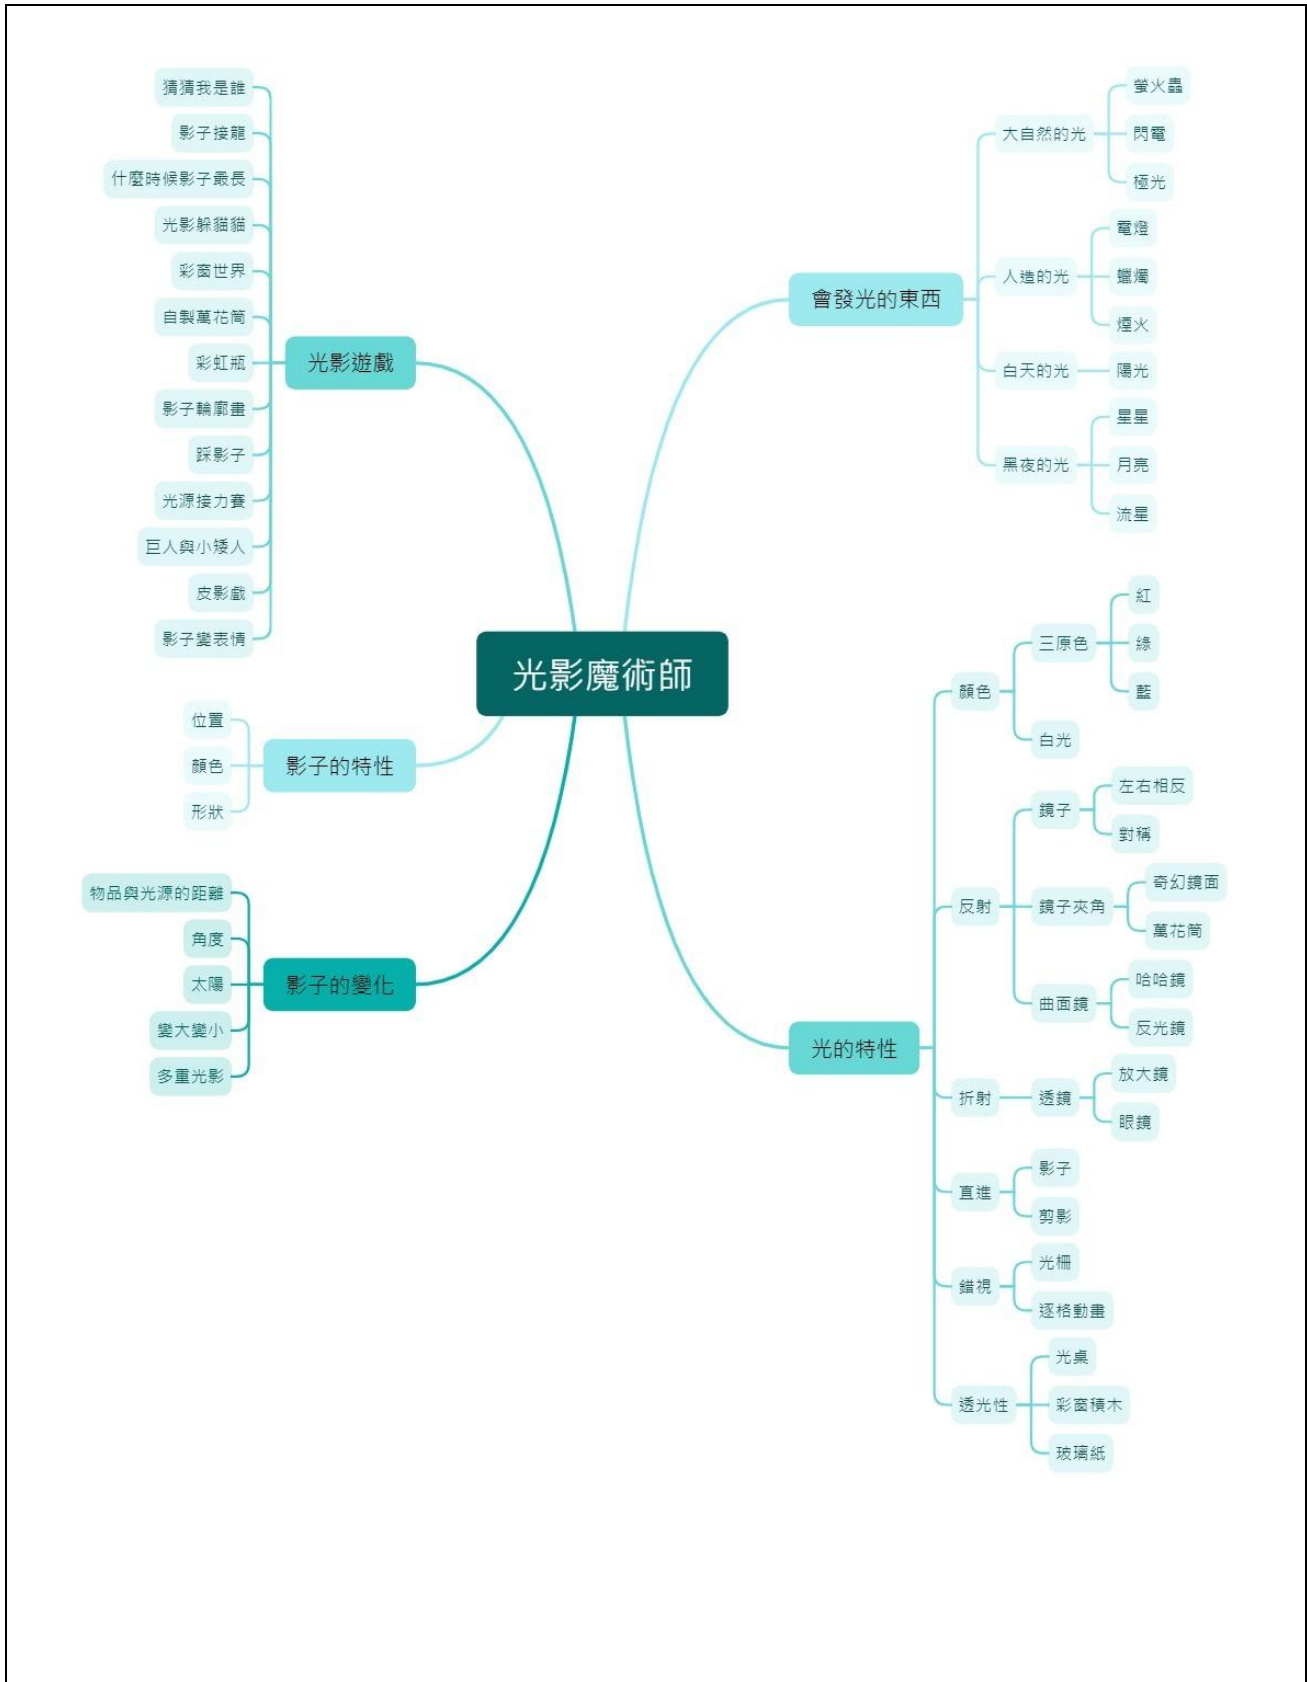 光影魔術師
會發光的東西
大自然的光
螢火蟲
閃電
極光
人造的光
電燈
蠟燭
煙火
白天的光
陽光
黑夜的光
星星
月亮
流星
光的特性
顏色
三原色
紅
綠
藍
白光
反射
鏡子
左右相反
對稱
鏡子夾角
奇幻鏡面
萬花筒
曲面鏡
哈哈鏡
反光鏡
折射
透鏡
放大鏡
眼鏡
直進
影子
剪影
錯視
光柵
逐格動畫
透光性
光桌
彩窗積木
玻璃紙
光影遊戲
猜猜我是誰
影子接龍
什麼時候影子最長
光影躲貓貓
彩窗世界
自製萬花筒
彩虹瓶
影子輪廓畫
踩影子
光源接力賽
巨人與小矮人
皮影戲
影子變表情
影子的特性
位置
顏色
形狀
影子的變化
物品與光源的距離
角度
太陽
變大變小
多重光影